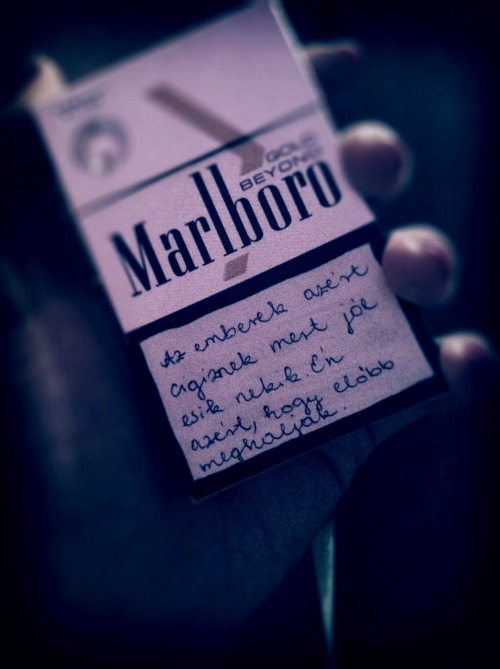 GOLD
BEYOND
Marlboro
Az emberek azért
cigiznek mert jól
esik nekik. Én
azért, hogy előbb
meghaljak.